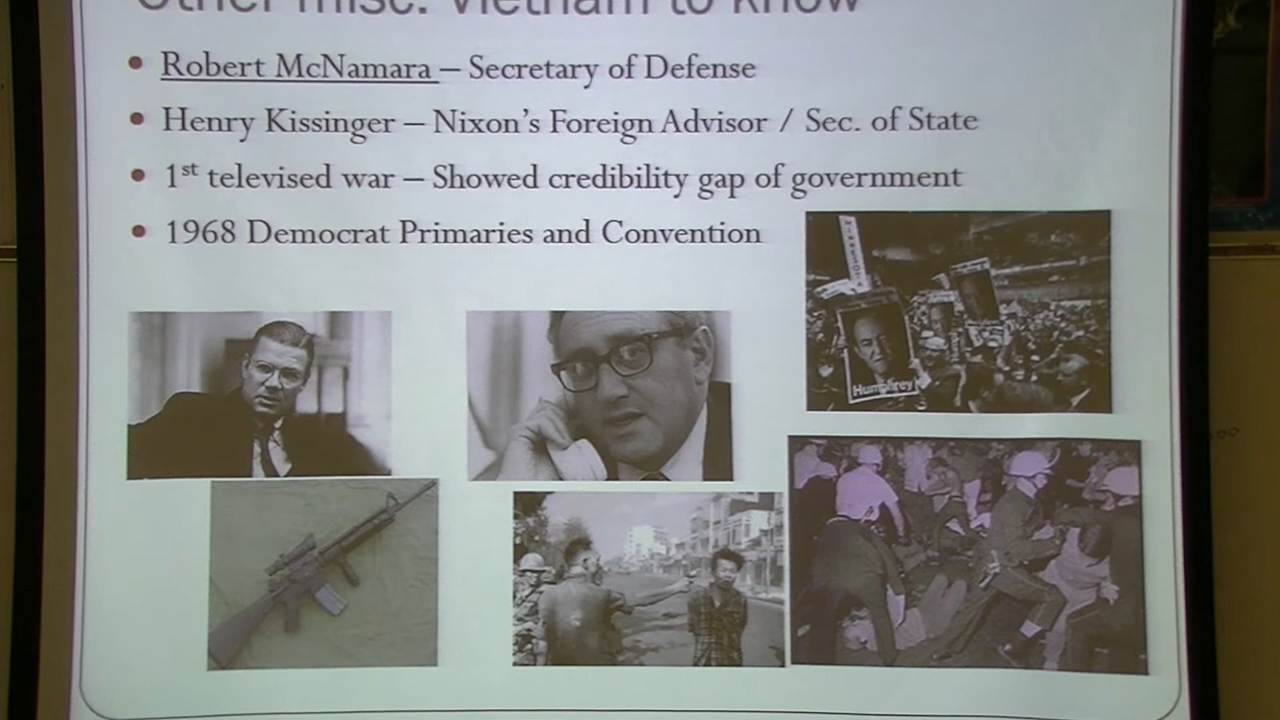 Other misc. Vietnam to know
• Robert McNamara – Secretary of Defense
• Henry Kissinger – Nixon's Foreign Advisor / Sec. of State
• 1st televised war – Showed credibility gap of government
• 1968 Democrat Primaries and Convention
MINNESOTA
Humphrey